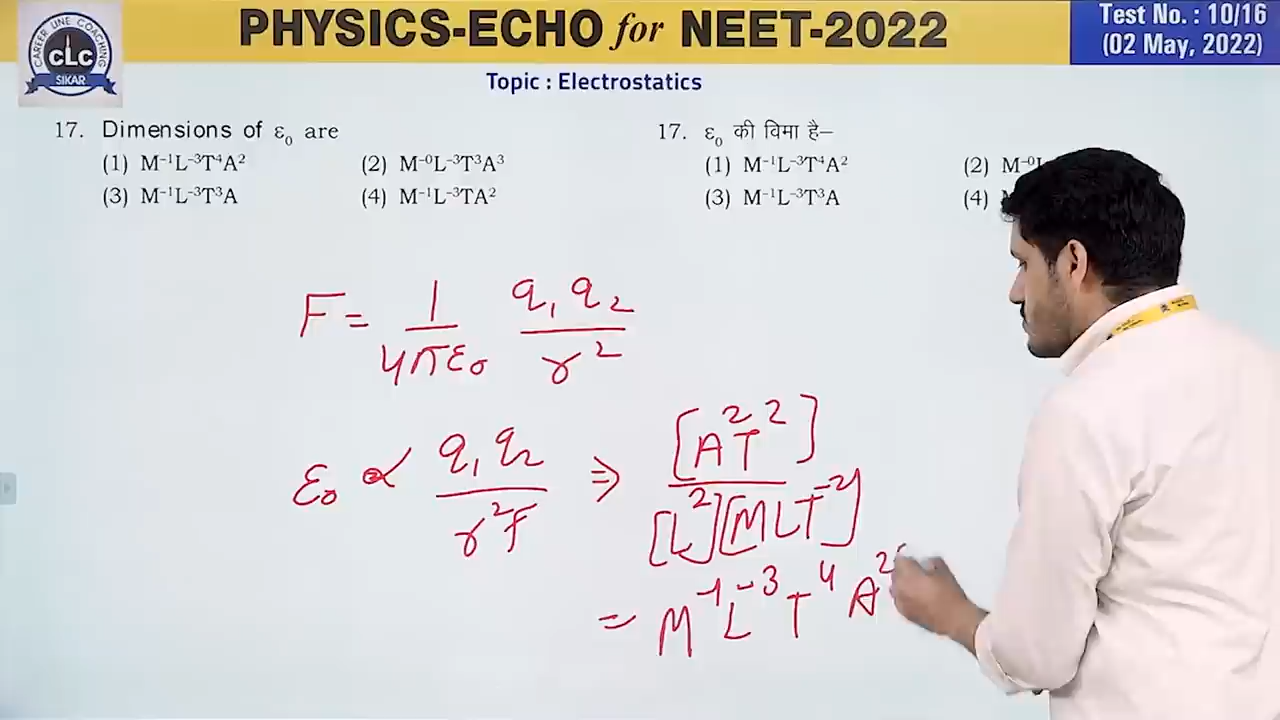 CAREER LINE COACHING
CLC
SIKAR
PHYSICS-ECHO for NEET-2022
Test No. : 10/16
(02 May, 2022)
Topic : Electrostatics
17. Dimensions of ε₀ are
(1) M⁻¹L⁻³T⁴A² (2) M⁻⁰L⁻³T³A³
(3) M⁻¹L⁻³T³A (4) M⁻¹L⁻³TA²
17. ε₀ की विमा है–
(1) M⁻¹L⁻³T⁴A² (2) M⁻⁰L
(3) M⁻¹L⁻³T³A (4)
F = 1/4πε₀ q₁q₂/r²
ε₀ ∝ q₁q₂/r²F ⇒ [A²T²]/[L²][MLT⁻²]
= M⁻¹L⁻³T⁴A²